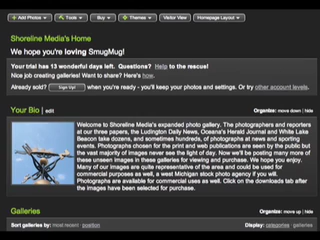 Add Photos Tools Buy Themes Visitor View Homepage Layout
Shoreline Media's Home
We hope you're loving SmugMug!
Your trial has 13 wonderful days left. Questions? Help to the rescue!
Nice job creating galleries! Want to share? Here's how.
Already sold? Sign Up! when you're ready - you'll keep your photos and settings. Or try other account levels.
Your Bio | edit Organize: move down | hide
Welcome to Shoreline Media's expanded photo gallery. The photographers and reporters
at our three papers, the Ludington Daily News, Oceana's Herald Journal and White Lake
Beacon take dozens, and sometimes hundreds, of photographs at news and sporting
events. Photographs chosen for the print and web publications are seen by the public but
the vast majority of images never see the light of day. Now we'll be posting many more of
these unseen images in these galleries for viewing and purchase. We hope you enjoy.
Many of our images are quite representative of the area and could be used for
commercial purposes as well, a west Michigan stock photo agency if you will.
Photographs are available for commercial uses as well. Click on the downloads tab after
the images have been selected for purchase.
Galleries Organize: move up | hide
Sort galleries by: most recent · position Display: categories · galleries